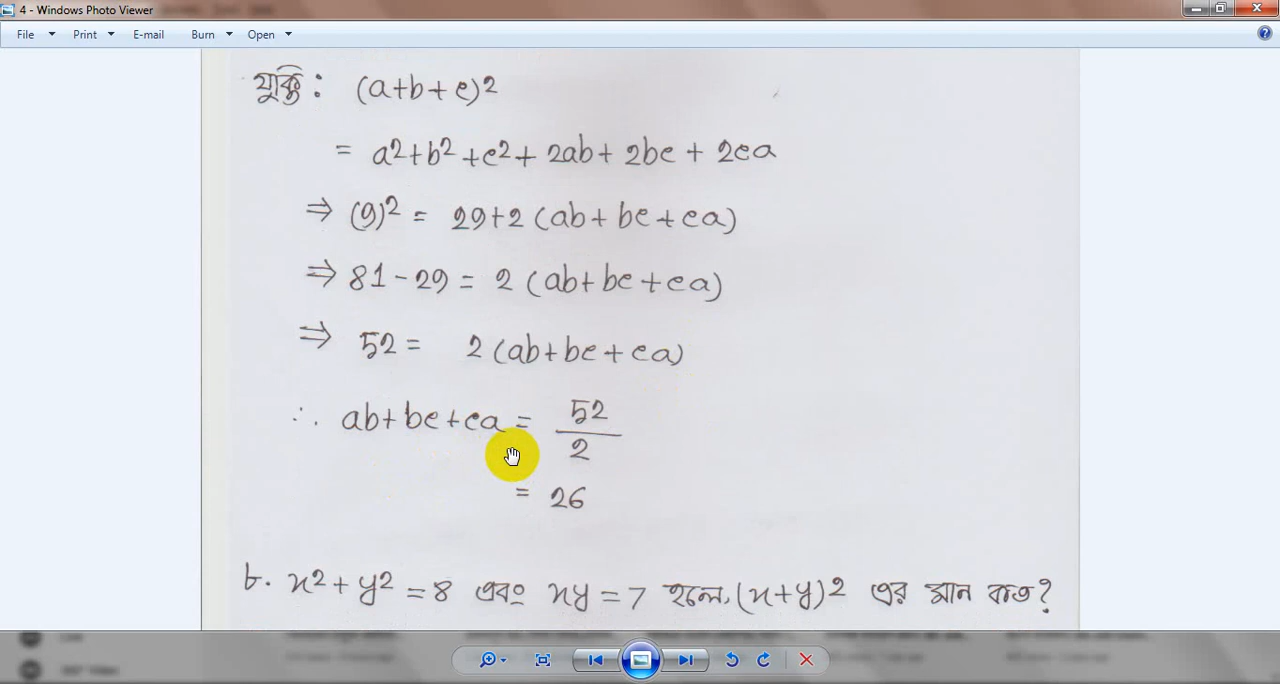 4 - Windows Photo Viewer
File Print E-mail Burn Open
যুক্তি : (a+b+c)2
= a2+b2+c2+ 2ab+ 2bc + 2ca
⇒ (9)2 = 29+2 (ab+bc+ca)
⇒ 81-29 = 2 (ab+bc+ca)
⇒ 52 = 2 (ab+bc+ca)
∴ ab+bc+ca = 52
2
= 26
৮. x2+y2 = 8 এবং xy = 7 হলে, (x+y)2 এর মান কত?